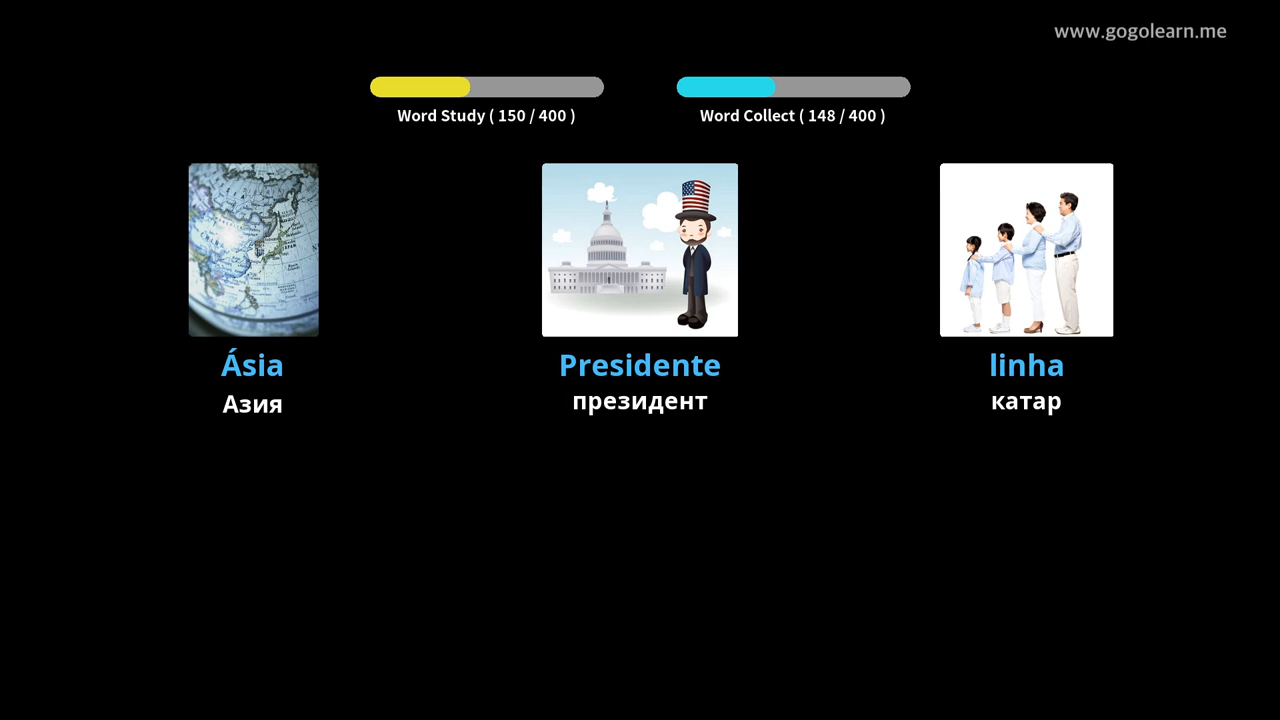 www.gogolearn.me
Word Study ( 150 / 400 )
Word Collect ( 148 / 400 )
Ásia
Азия
Presidente
президент
linha
катар